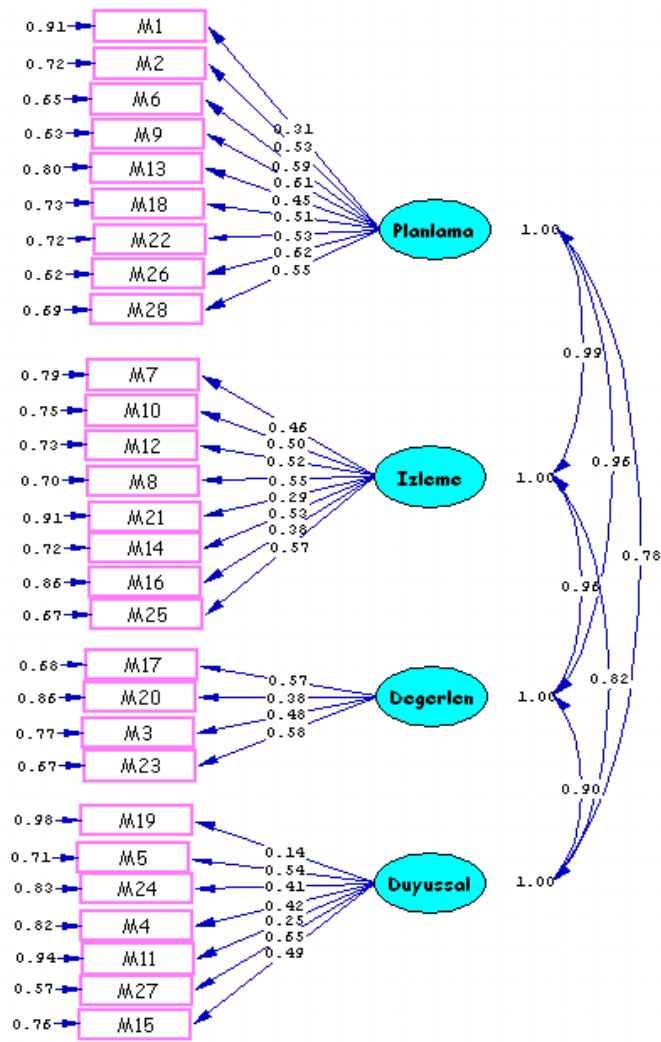 0.91 M1
0.72 M2
0.65 M6
0.63 M9
0.80 M13
0.73 M18
0.72 M22
0.62 M26
0.69 M28
0.31
0.53
0.59
0.61
0.45
0.51
0.53
0.62
0.55
Planlama
1.00
0.79 M7
0.75 M10
0.73 M12
0.70 M8
0.91 M21
0.72 M14
0.86 M16
0.67 M25
0.46
0.50
0.52
0.55
0.29
0.53
0.38
0.57
Izleme
1.00
0.68 M17
0.86 M20
0.77 M3
0.67 M23
0.57
0.38
0.48
0.58
Degerlen
1.00
0.98 M19
0.71 M5
0.83 M24
0.82 M4
0.94 M11
0.57 M27
0.76 M15
0.14
0.54
0.41
0.42
0.25
0.65
0.49
Duyussal
1.00
0.99
0.96
0.78
0.96
0.82
0.90